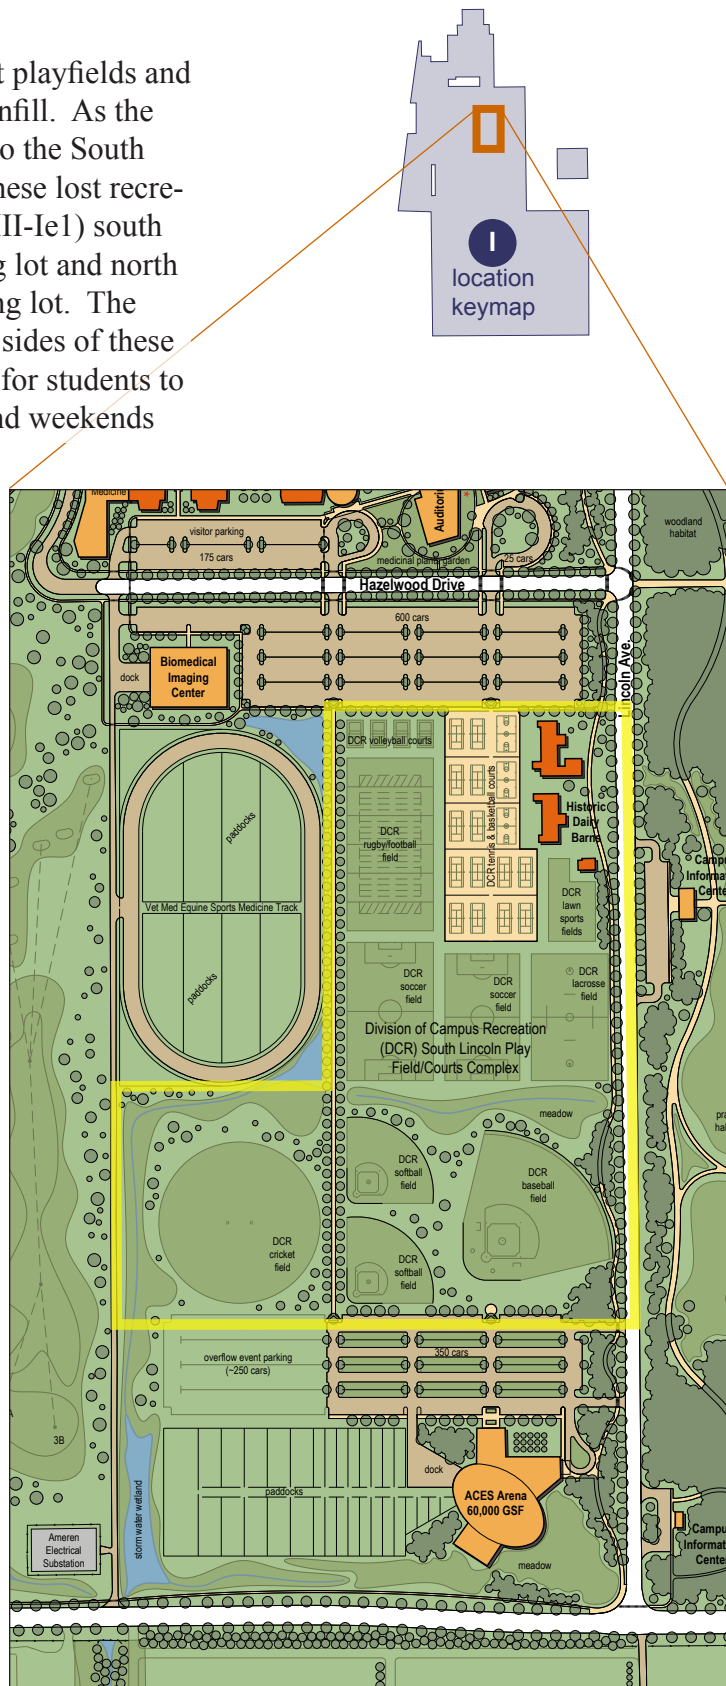 t playfields and
nfill. As the
o the South
hese lost recre-
III-Ie1) south
g lot and north
ng lot. The
sides of these
for students to
nd weekends
I
location
keymap
Medicine
visitor parking
175 cars
Auditori
medicinal plant garden
25 cars
woodland
habitat
Hazelwood Drive
600 cars
Lincoln Ave.
dock
Biomedical
Imaging
Center
DCR volleyball courts
paddocks
DCR
rugby/football
field
DCR tennis & basketball courts
Historic
Dairy
Barns
Campu
Informat
Cente
DCR
lawn
sports
fields
Vet Med Equine Sports Medicine Track
paddocks
DCR
soccer
field
DCR
soccer
field
DCR
lacrosse
field
Division of Campus Recreation
(DCR) South Lincoln Play
Field/Courts Complex
meadow
pra
hal
DCR
softball
field
DCR
baseball
field
DCR
cricket
field
DCR
softball
field
overflow event parking
(~250 cars)
350 cars
3B
storm water wetland
paddocks
dock
ACES Arena
60,000 GSF
Ameren
Electrical
Substation
meadow
Campu
Informat
Center